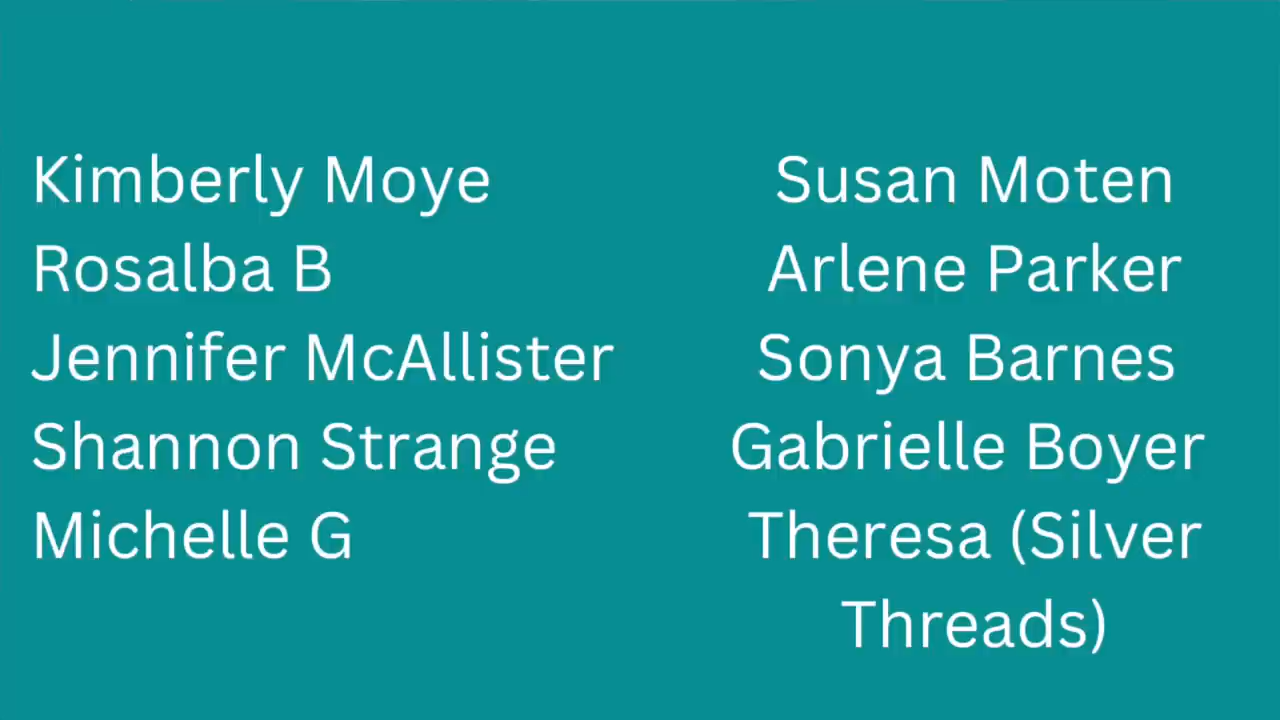 Kimberly Moye
Rosalba B
Jennifer McAllister
Shannon Strange
Michelle G
Susan Moten
Arlene Parker
Sonya Barnes
Gabrielle Boyer
Theresa (Silver
Threads)